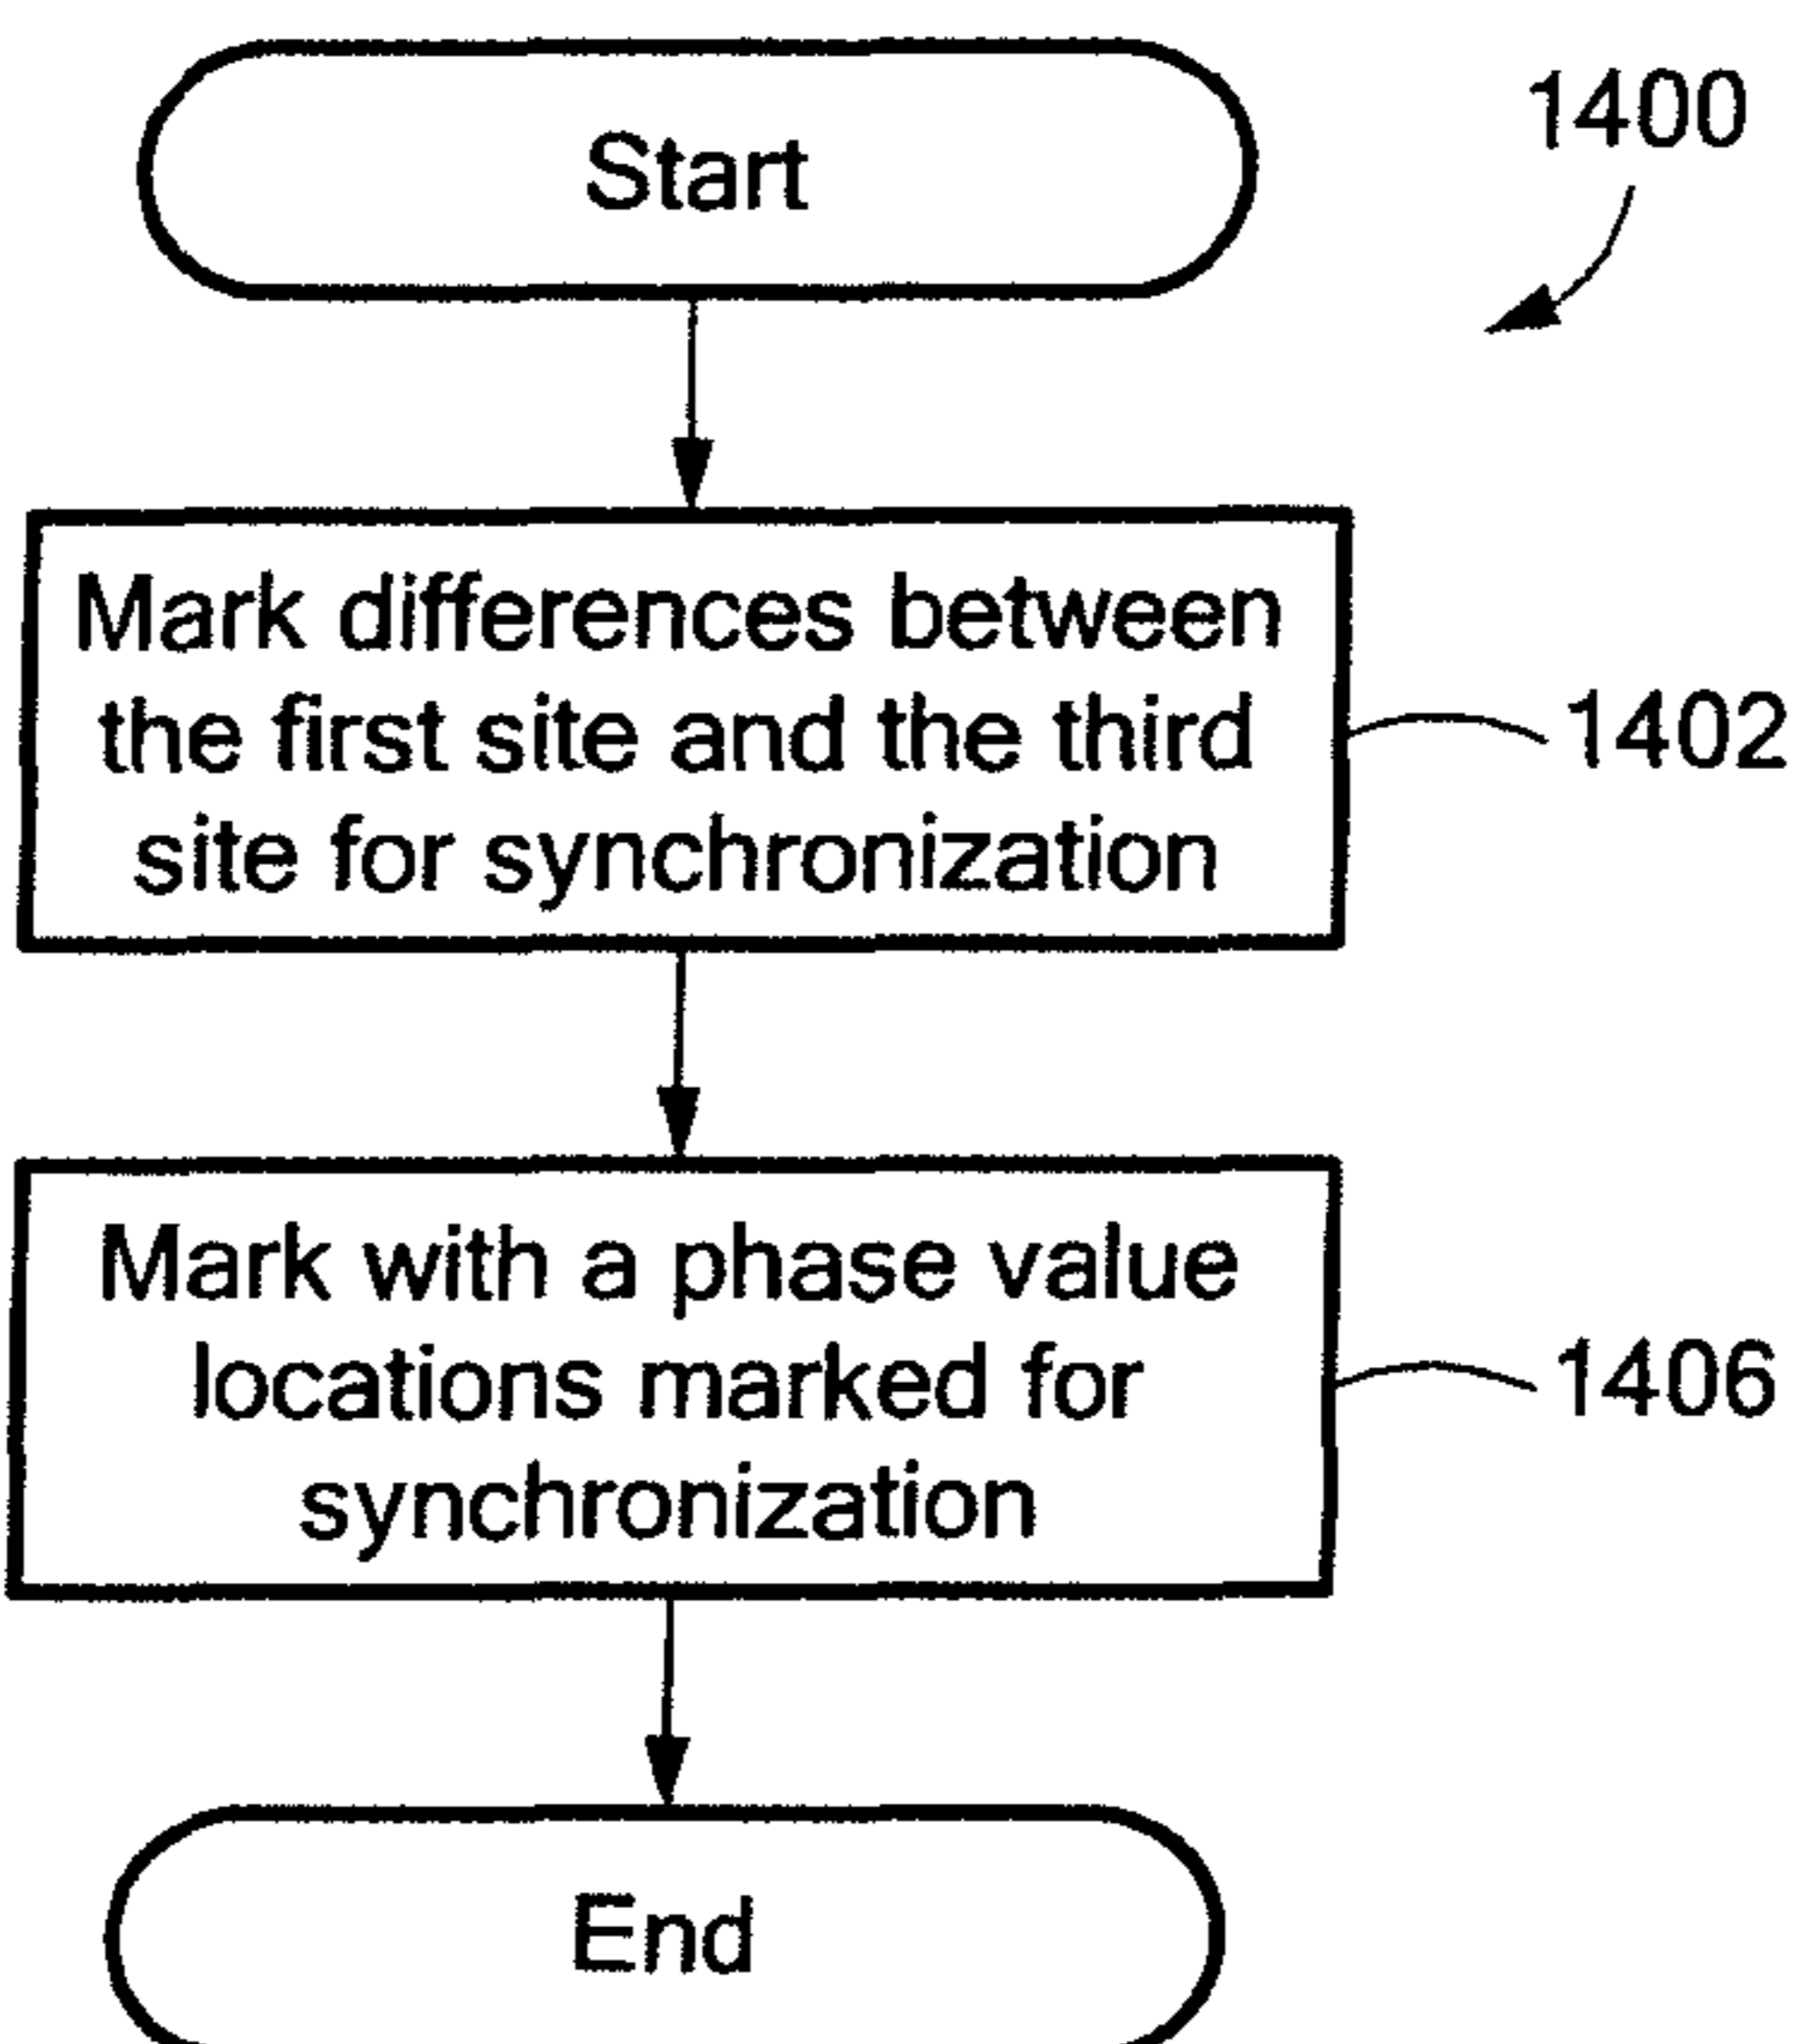 Start
1400
Mark differences between
the first site and the third
site for synchronization
1402
Mark with a phase value
locations marked for
synchronization
1406
End